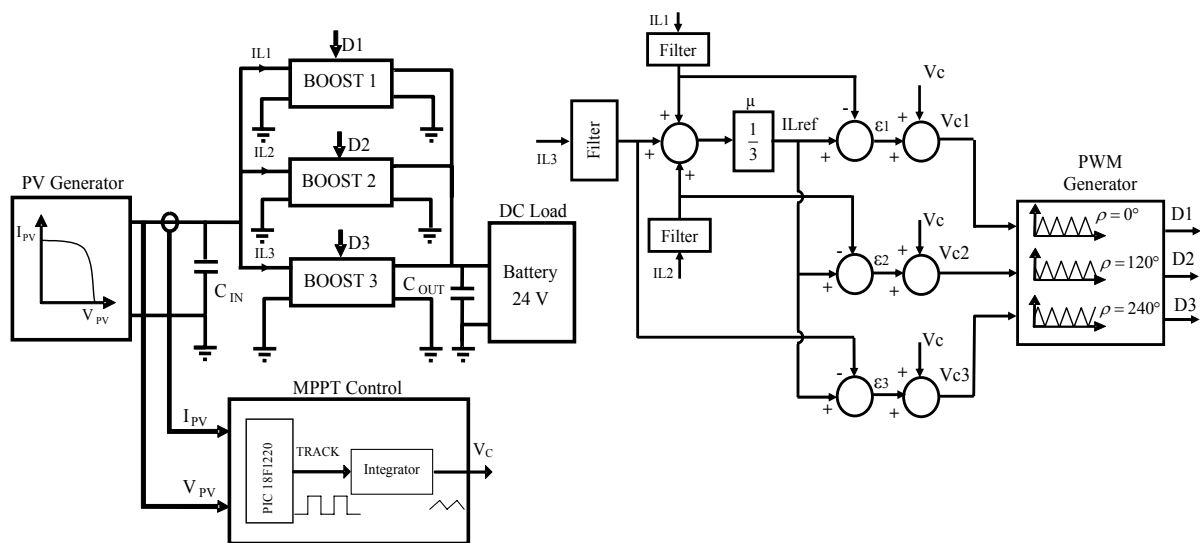 PV Generator
I PV
V PV
C IN
IL1
D1
BOOST 1
IL2
D2
BOOST 2
IL3
D3
BOOST 3
C OUT
DC Load
Battery
24 V
MPPT Control
I PV
V PV
PIC 18F1220
TRACK
Integrator
V C
IL1
Filter
IL3
Filter
+
+
+
Filter
IL2
µ
1
3
ILref
-
+
ε1
Vc
+
+
Vc1
-
+
ε2
Vc
+
+
Vc2
-
+
ε3
Vc
+
+
Vc3
PWM
Generator
ρ = 0°
ρ = 120°
ρ = 240°
D1
D2
D3